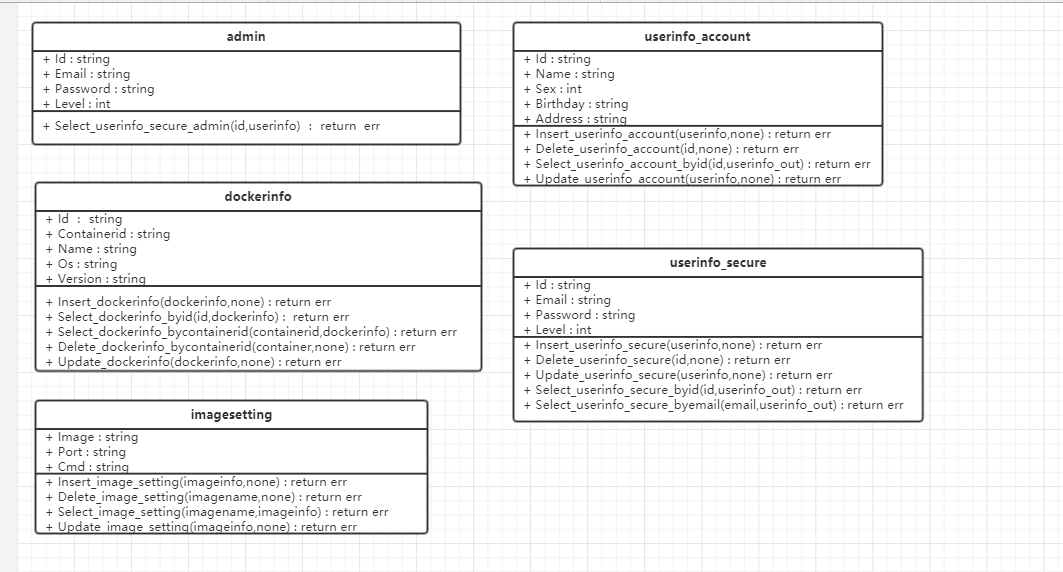 admin
+ Id : string
+ Email : string
+ Password : string
+ Level : int
+ Select_userinfo_secure_admin(id,userinfo) : return err
dockerinfo
+ Id : string
+ Containerid : string
+ Name : string
+ Os : string
+ Version : string
+ Insert_dockerinfo(dockerinfo,none) : return err
+ Select_dockerinfo_byid(id,dockerinfo) : return err
+ Select_dockerinfo_bycontainerid(containerid,dockerinfo) : return err
+ Delete_dockerinfo_bycontainerid(container,none) : return err
+ Update_dockerinfo(dockerinfo,none) : return err
imagesetting
+ Image : string
+ Port : string
+ Cmd : string
+ Insert_image_setting(imageinfo,none) : return err
+ Delete_image_setting(imagename,none) : return err
+ Select_image_setting(imagename,imageinfo) : return err
+ Update_image_setting(imageinfo,none) : return err
userinfo_account
+ Id : string
+ Name : string
+ Sex : int
+ Birthday : string
+ Address : string
+ Insert_userinfo_account(userinfo,none) : return err
+ Delete_userinfo_account(id,none) : return err
+ Select_userinfo_account_byid(id,userinfo_out) : return err
+ Update_userinfo_account(userinfo,none) : return err
userinfo_secure
+ Id : string
+ Email : string
+ Password : string
+ Level : int
+ Insert_userinfo_secure(userinfo,none) : return err
+ Delete_userinfo_secure(id,none) : return err
+ Update_userinfo_secure(userinfo,none) : return err
+ Select_userinfo_secure_byid(id,userinfo_out) : return err
+ Select_userinfo_secure_byemail(email,userinfo_out) : return err